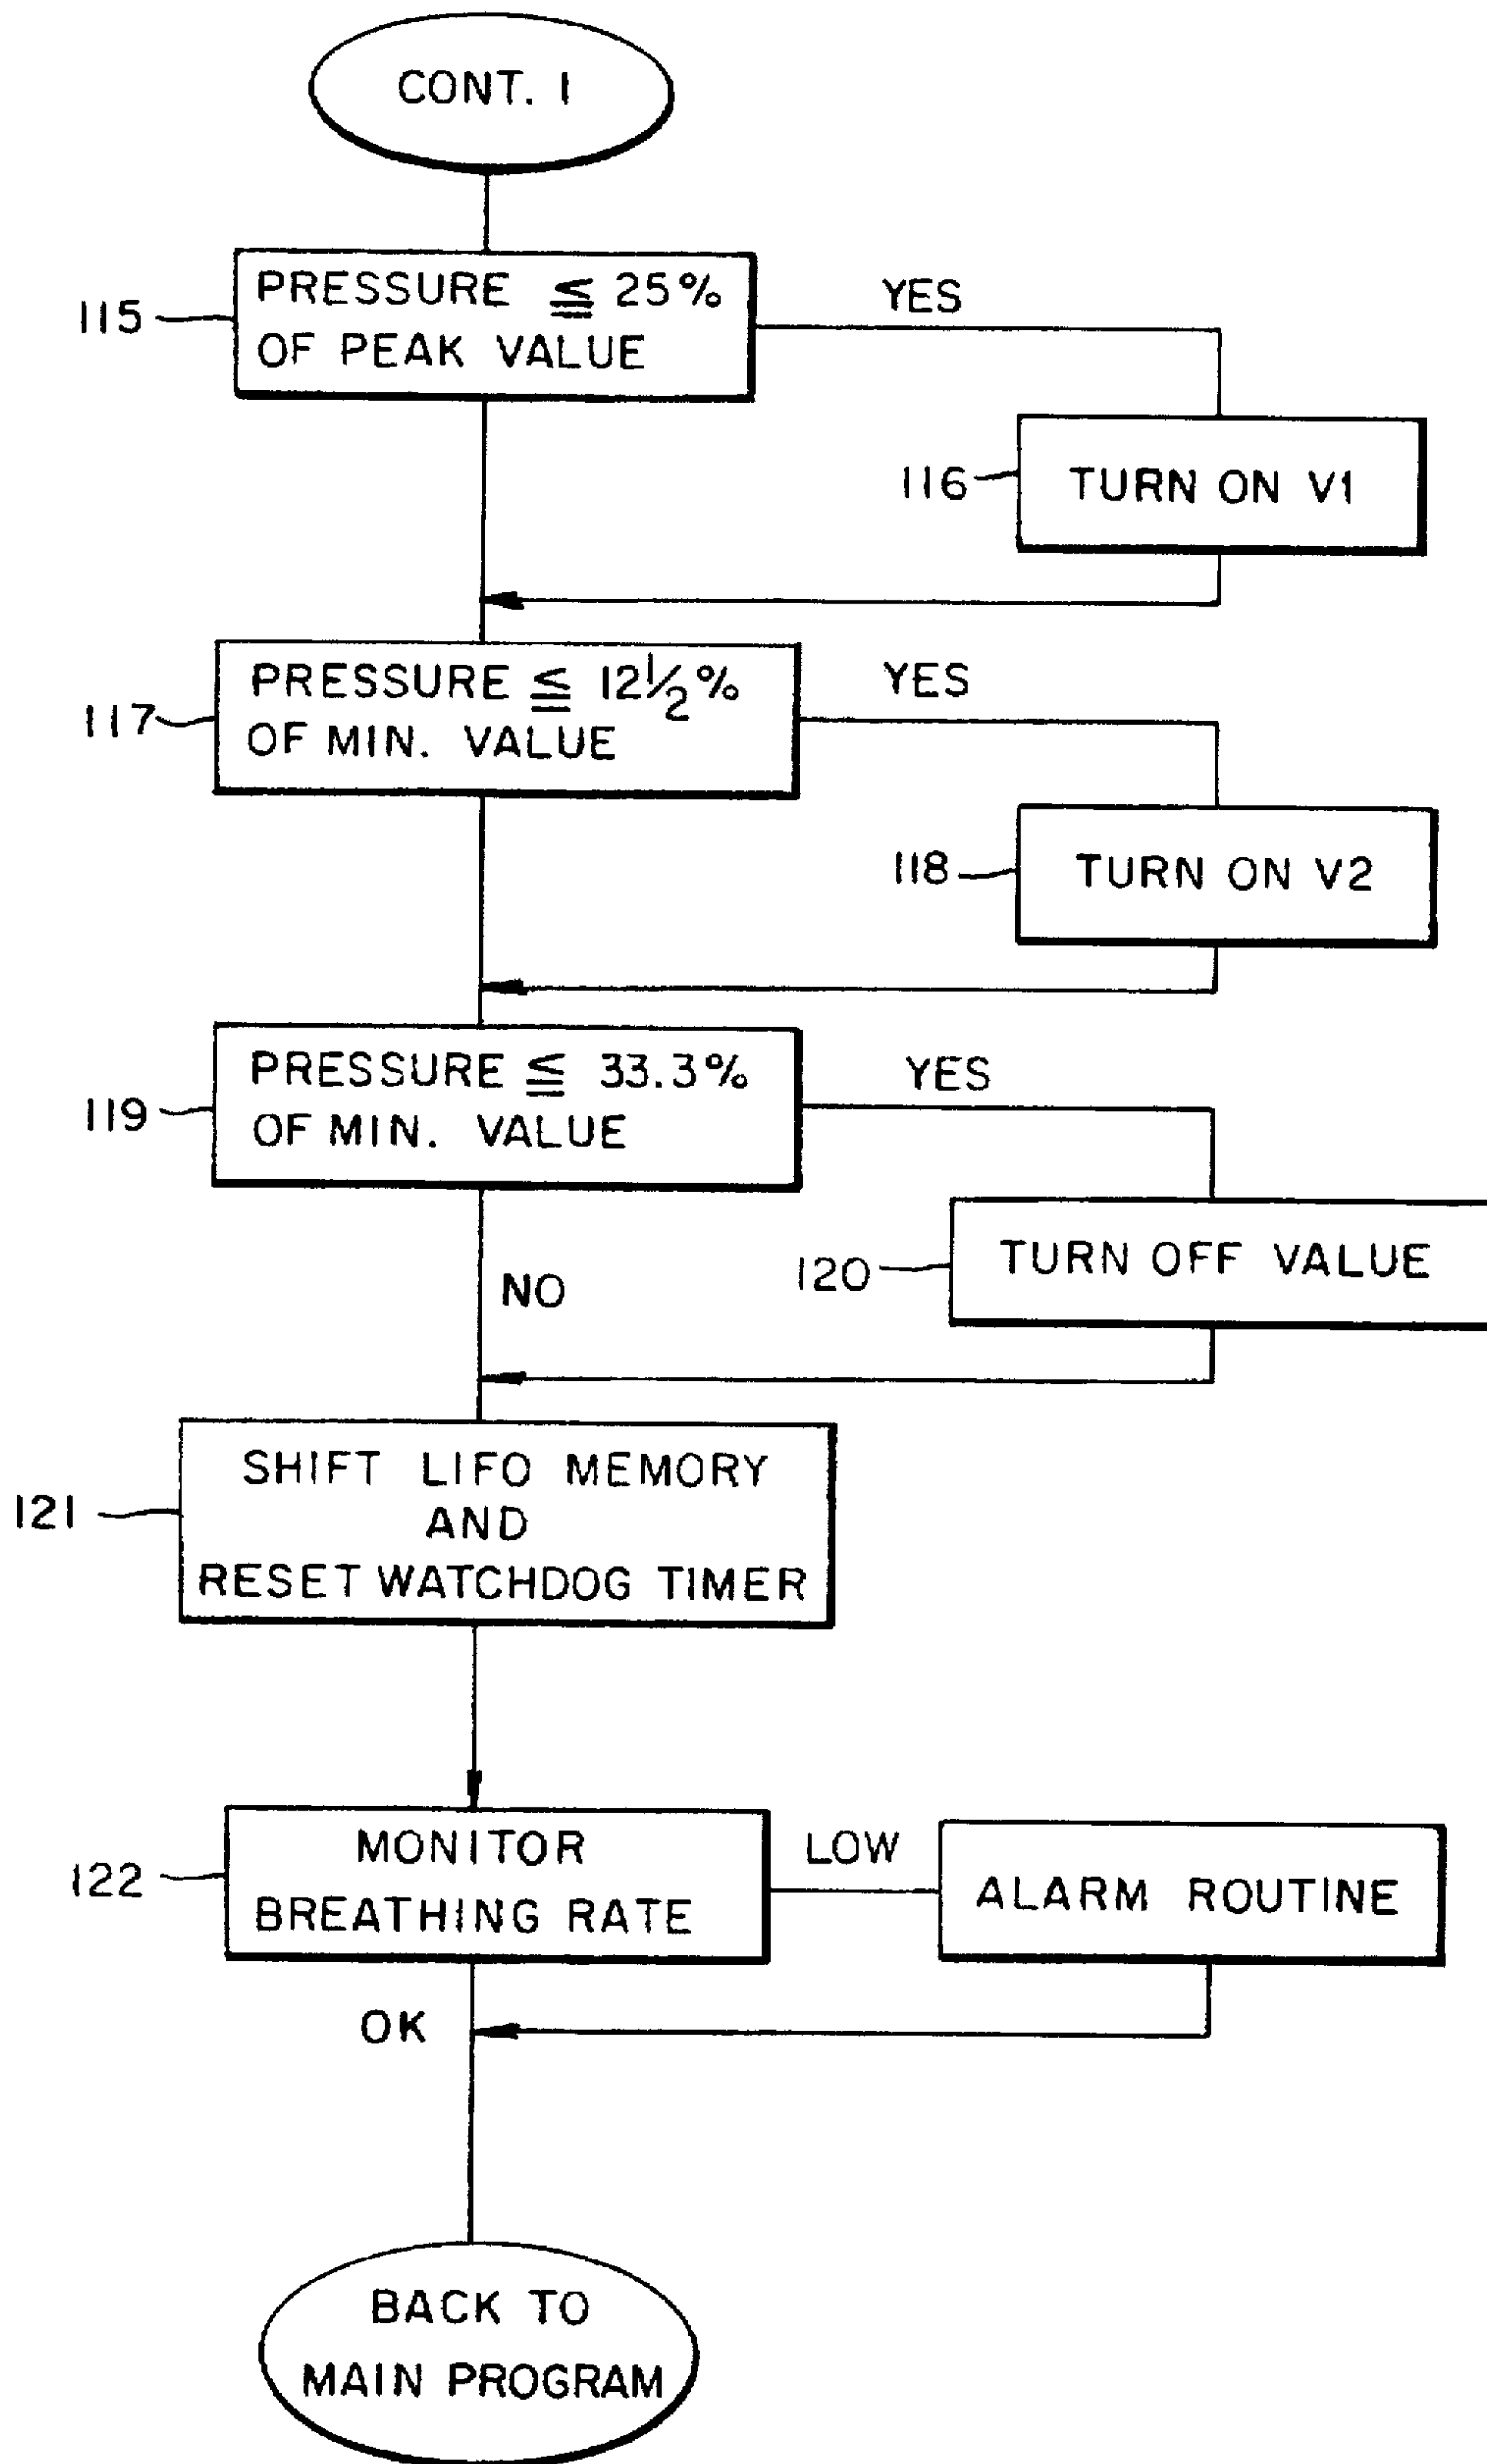 CONT. 1
115
PRESSURE ≦ 25%
OF PEAK VALUE
YES
116
TURN ON V1
117
PRESSURE ≦ 12½%
OF MIN. VALUE
YES
118
TURN ON V2
119
PRESSURE ≦ 33.3%
OF MIN. VALUE
YES
NO
120
TURN OFF VALUE
121
SHIFT LIFO MEMORY
AND
RESET WATCHDOG TIMER
122
MONITOR
BREATHING RATE
LOW
ALARM ROUTINE
OK
BACK TO
MAIN PROGRAM